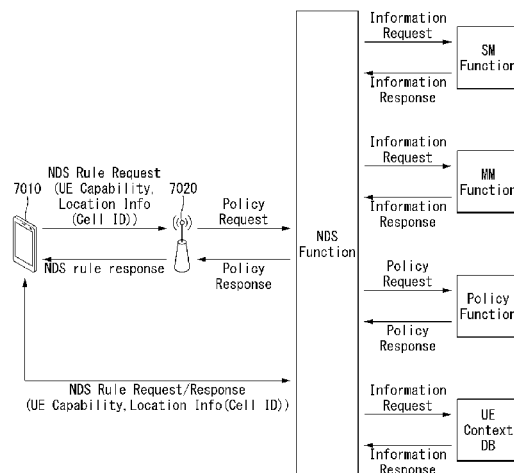 Information
Request
SM
Function
Information
Response
NDS Rule Request
(UE Capability,
Location Info
(Cell ID))
7010
7020
Policy
Request
NDS rule response
Policy
Response
NDS
Function
Information
Request
MM
Function
Information
Response
Policy
Request
Policy
Function
Policy
Response
NDS Rule Request/Response
(UE Capability,Location Info(Cell ID))
Information
Request
UE
Context
DB
Information
Response